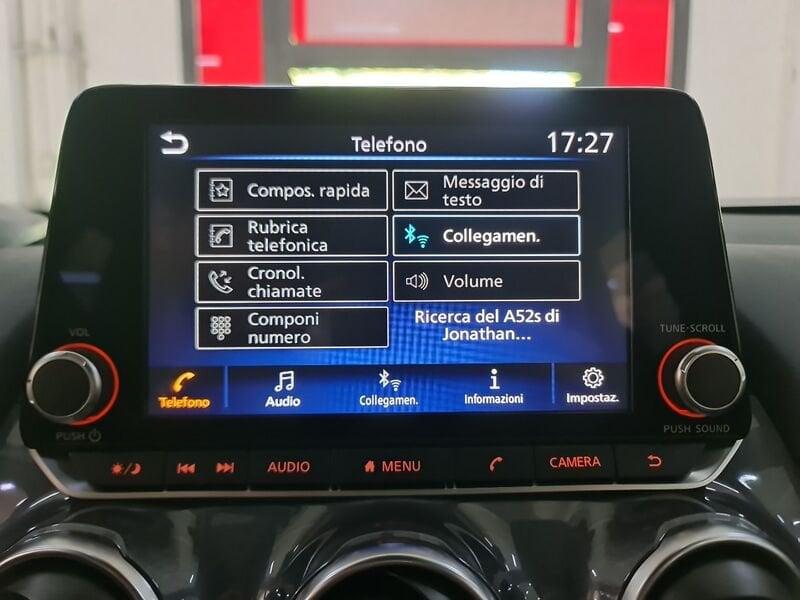 Telefono
17:27
Compos. rapida
Messaggio di
testo
Rubrica
telefonica
Collegamen.
Cronol.
chiamate
Volume
Componi
numero
Ricerca del A52s di
Jonathan...
Telefono
Audio
Collegamen.
Informazioni
Impostaz.
VOL
PUSH
TUNE·SCROLL
PUSH SOUND
AUDIO
MENU
CAMERA